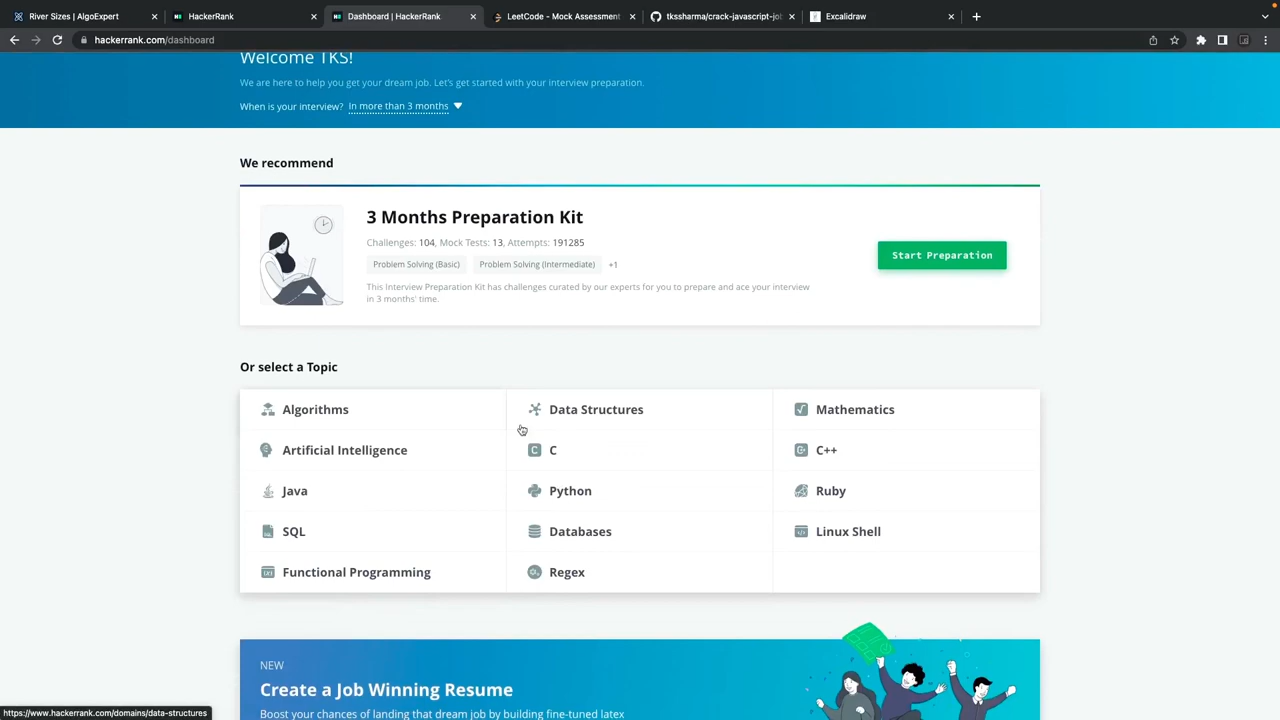 River Sizes | AlgoExpert
HackerRank
Dashboard | HackerRank
LeetCode - Mock Assessment
tkssharma/crack-javascript-jo
Excalidraw
hackerrank.com/dashboard
Welcome TKS!
We are here to help you get your dream job. Let's get started with your interview preparation.
When is your interview? In more than 3 months
We recommend
3 Months Preparation Kit
Challenges: 104, Mock Tests: 13, Attempts: 191285
Problem Solving (Basic) Problem Solving (Intermediate) +1
Start Preparation
This Interview Preparation Kit has challenges curated by our experts for you to prepare and ace your interview
in 3 months' time.
Or select a Topic
Algorithms
Data Structures
Mathematics
Artificial Intelligence
C
C++
Java
Python
Ruby
SQL
Databases
Linux Shell
Functional Programming
Regex
NEW
Create a Job Winning Resume
Boost your chances of landing that dream job by building fine-tuned latex
https://www.hackerrank.com/domains/data-structures